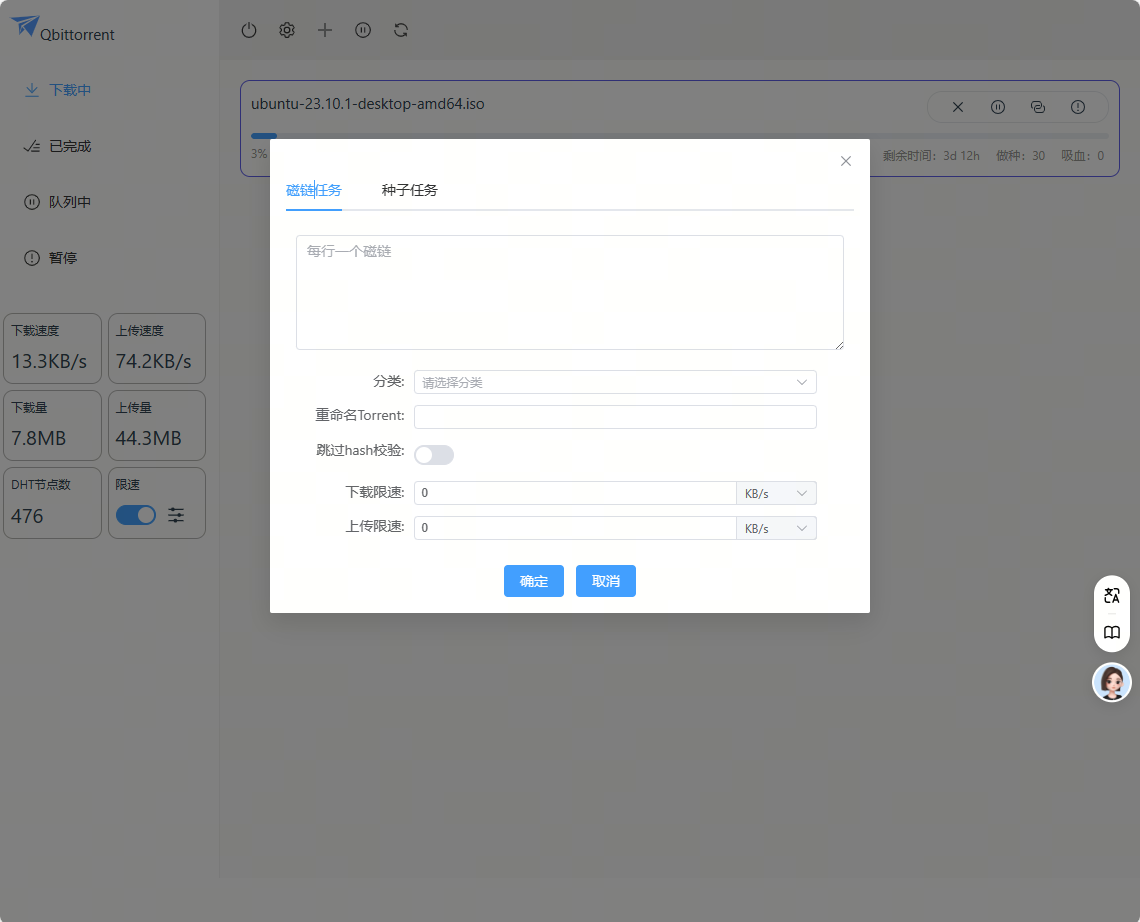 Qbittorrent
下载中
已完成
队列中
暂停
下载速度
13.3KB/s
上传速度
74.2KB/s
下载量
7.8MB
上传量
44.3MB
DHT节点数
476
限速
ubuntu-23.10.1-desktop-amd64.iso
3%
剩余时间: 3d 12h 做种: 30 吸血: 0
磁链任务 种子任务
每行一个磁链
分类: 请选择分类
重命名Torrent:
跳过hash校验:
下载限速: 0 KB/s
上传限速: 0 KB/s
确定 取消